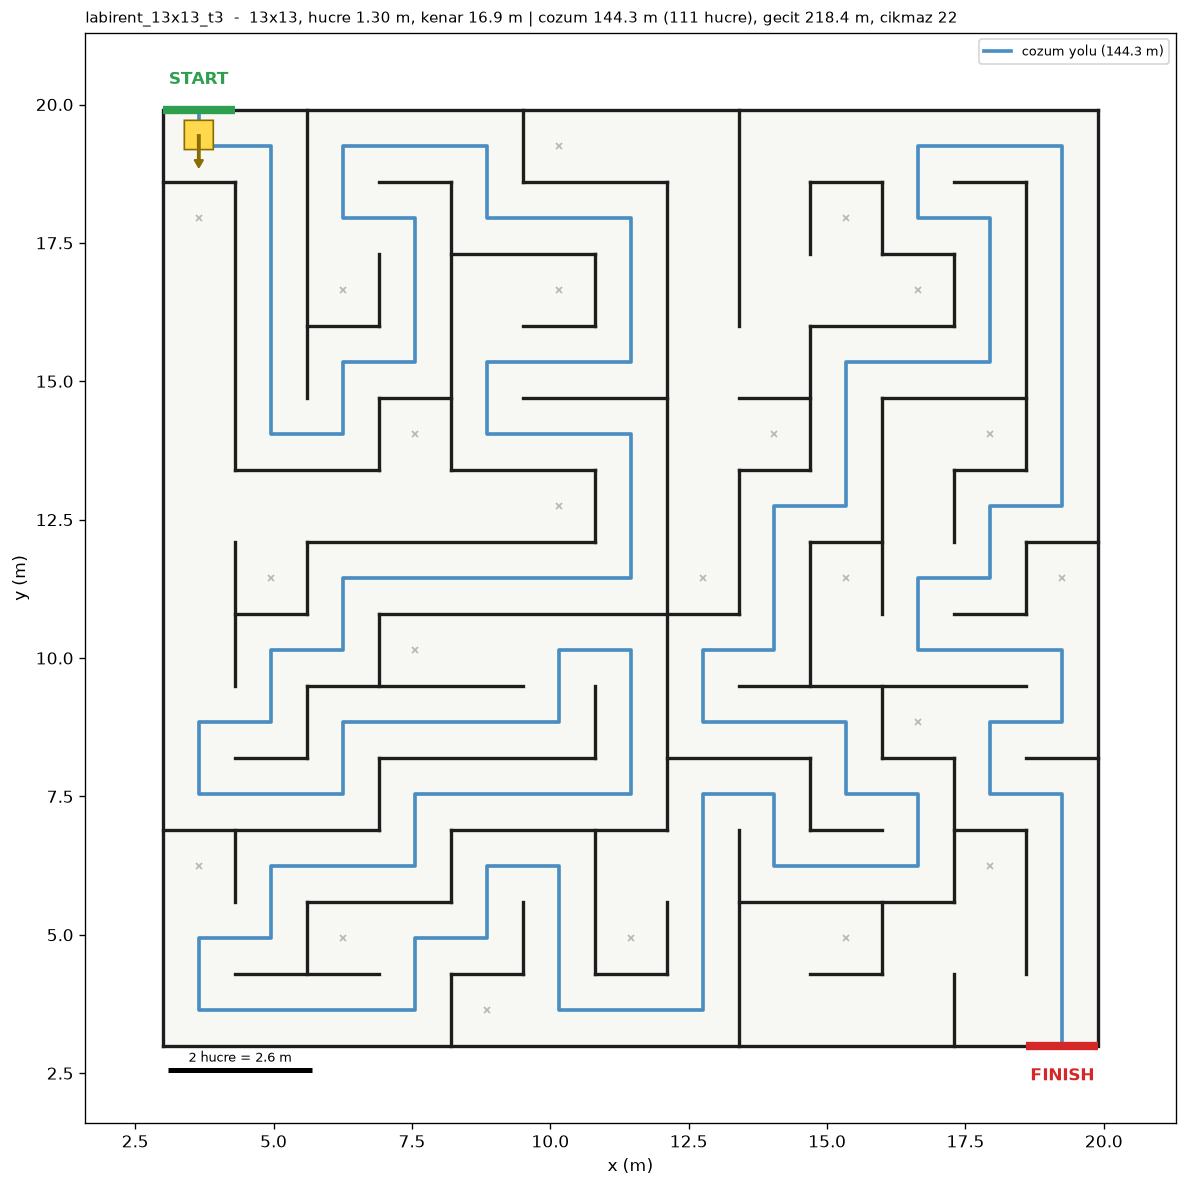 labirent_13x13_t3  -  13x13, hucre 1.30 m, kenar 16.9 m | cozum 144.3 m (111 hucre), gecit 218.4 m, cikmaz 22
cozum yolu (144.3 m)
START
20.0
17.5
15.0
12.5
10.0
7.5
5.0
2.5
y (m)
2 hucre = 2.6 m
FINISH
2.5 5.0 7.5 10.0 12.5 15.0 17.5 20.0
x (m)